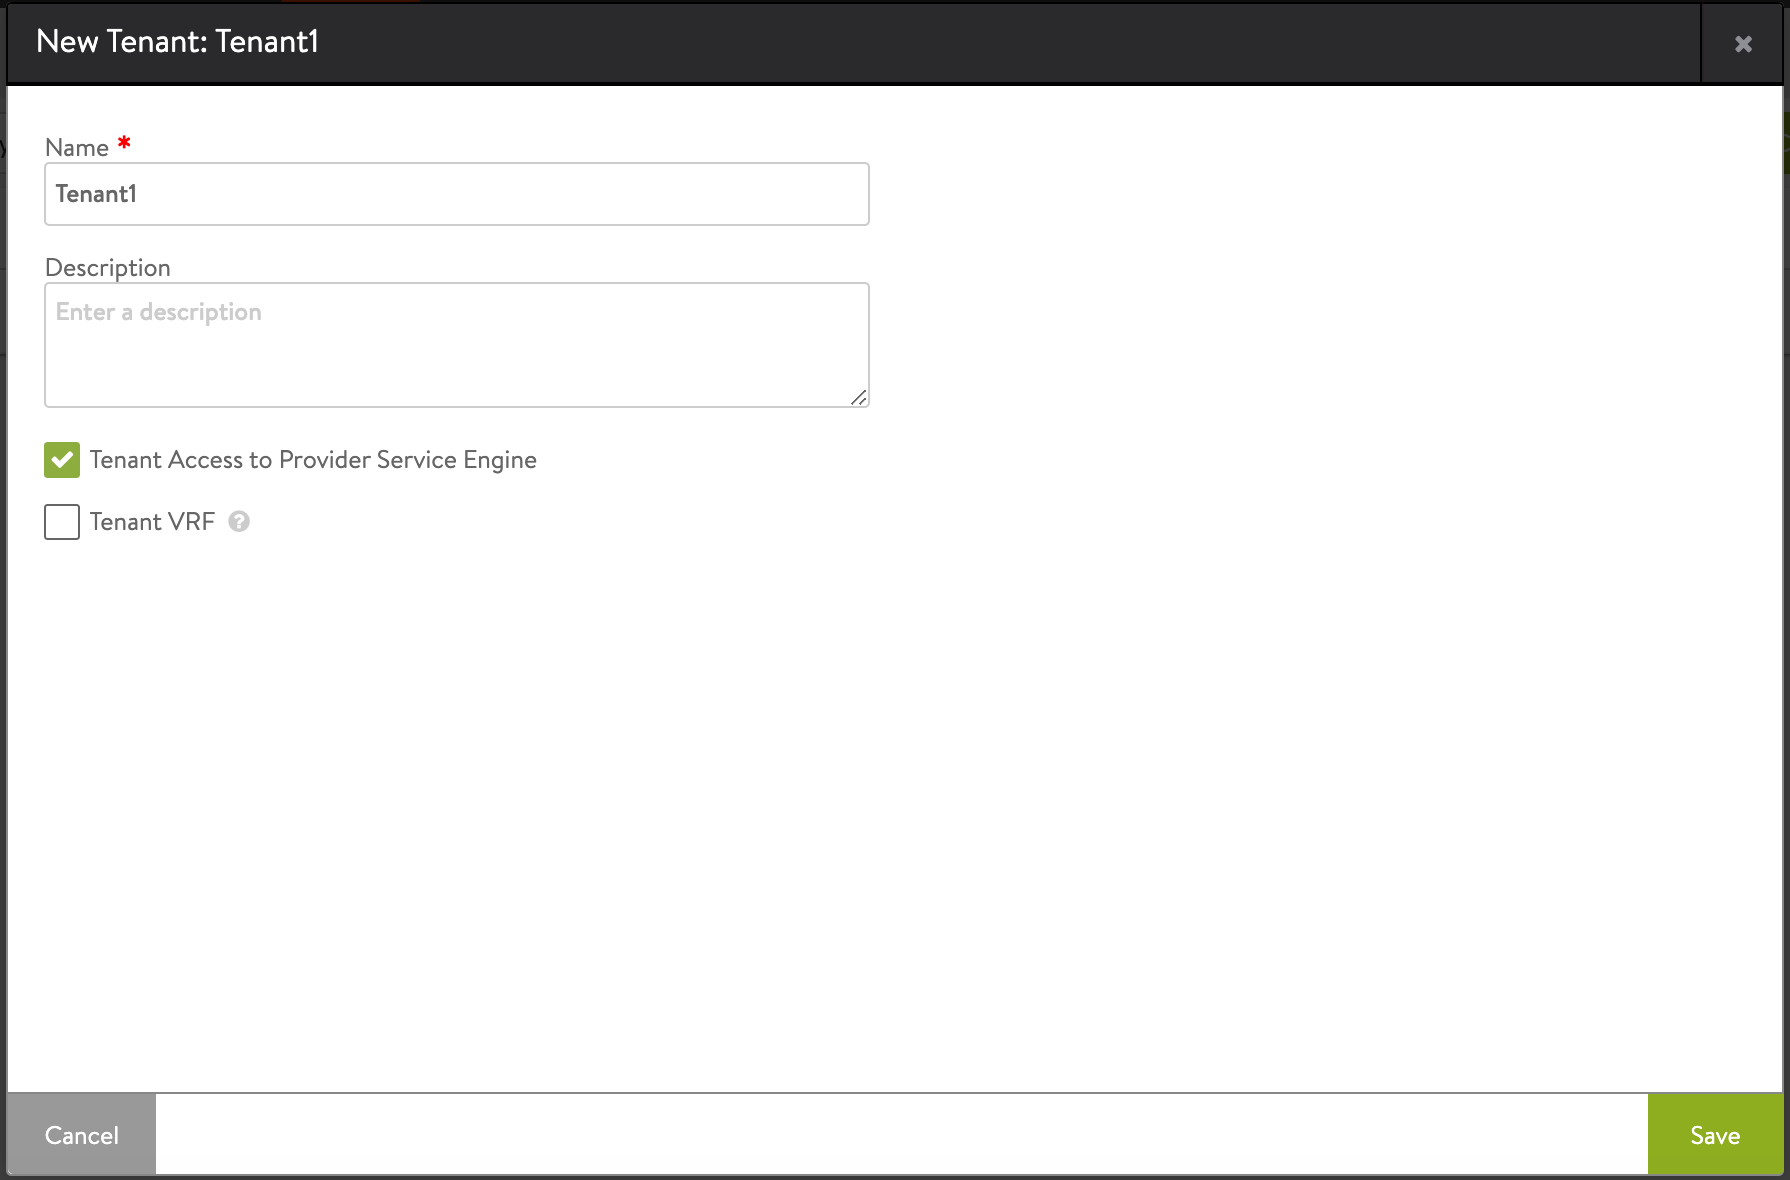 New Tenant: Tenant1
Name *
Tenant1
Description
Enter a description
Tenant Access to Provider Service Engine
Tenant VRF ?
Cancel
Save